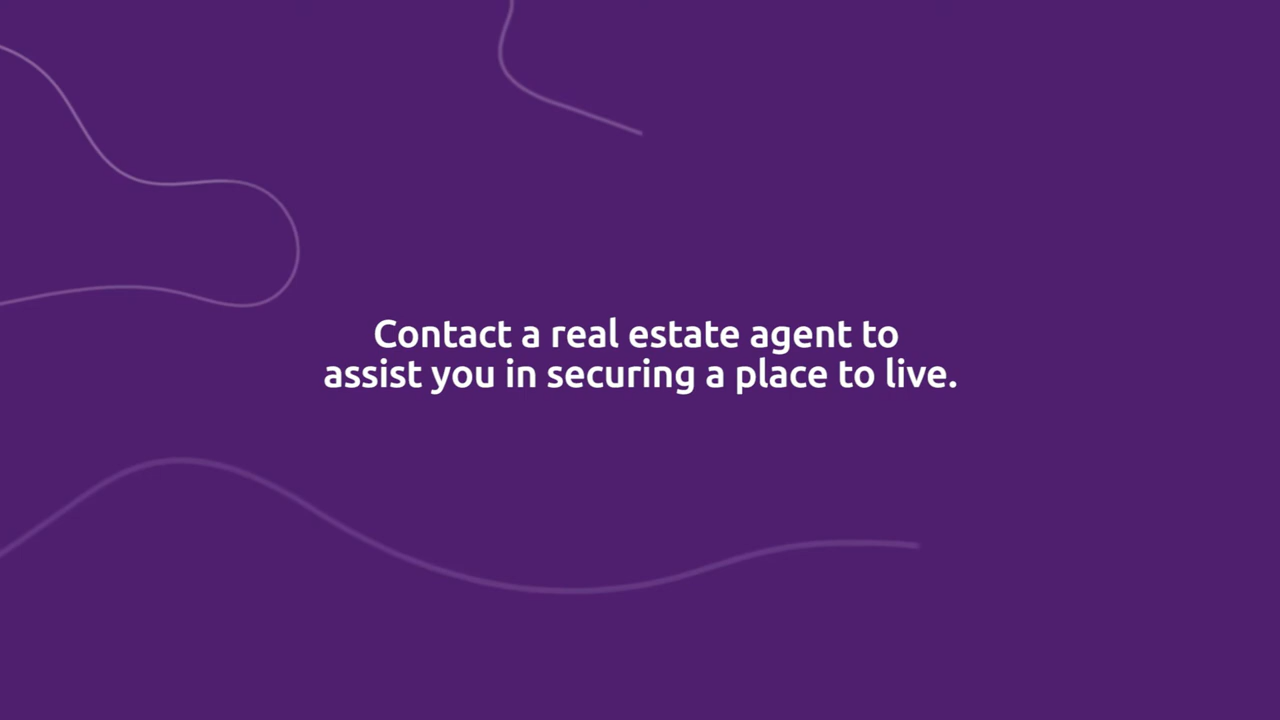 Contact a real estate agent to
assist you in securing a place to live.